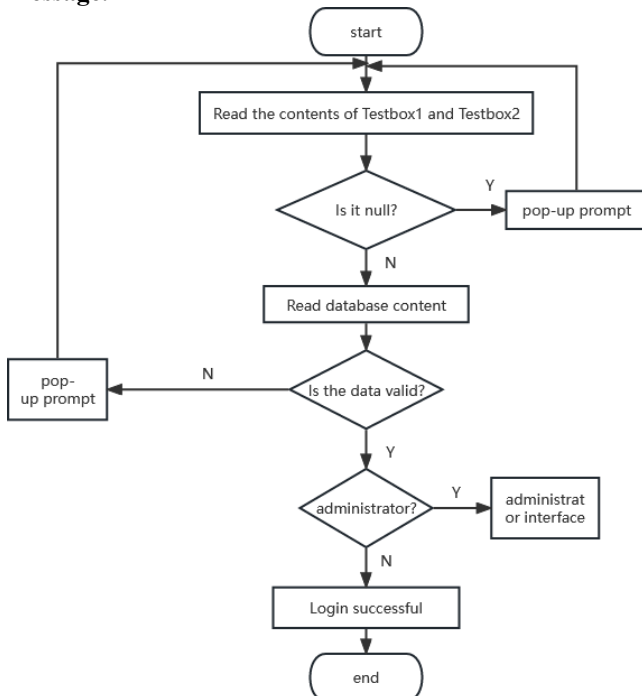 start
Read the contents of Testbox1 and Testbox2
Is it null?
Y
pop-up prompt
N
Read database content
Is the data valid?
N
pop-
up prompt
Y
administrator?
Y
administrat
or interface
N
Login successful
end